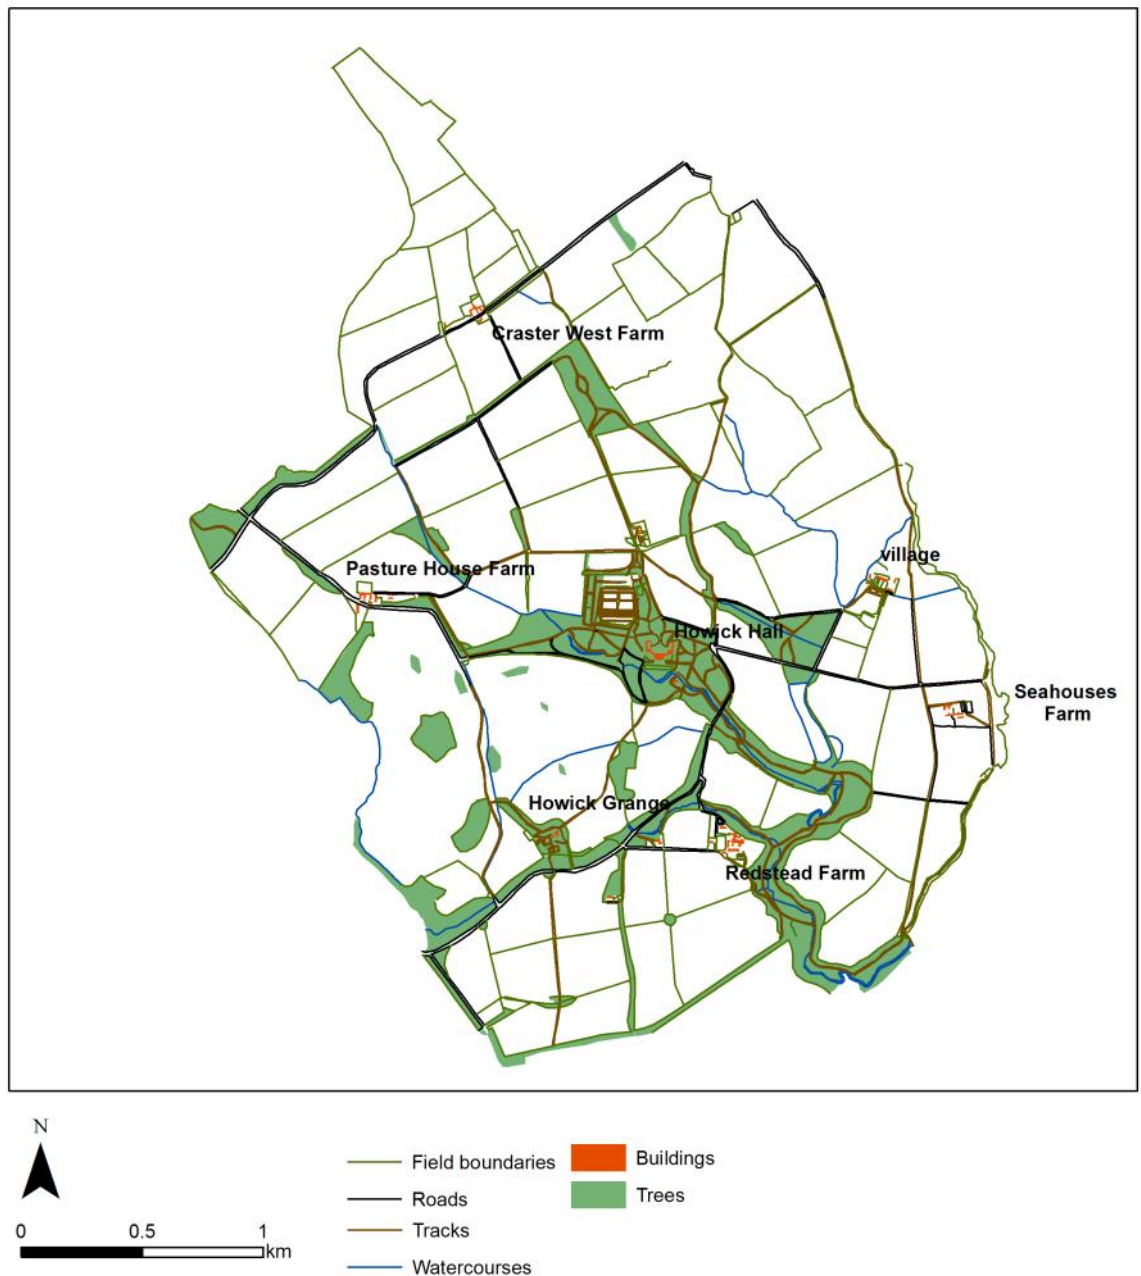 Craster West Farm
village
Pasture House Farm
Howick Hall
Seahouses
Farm
Howick Grange
Redstead Farm
N
0 0.5 1
km
Field boundaries
Roads
Tracks
Watercourses
Buildings
Trees